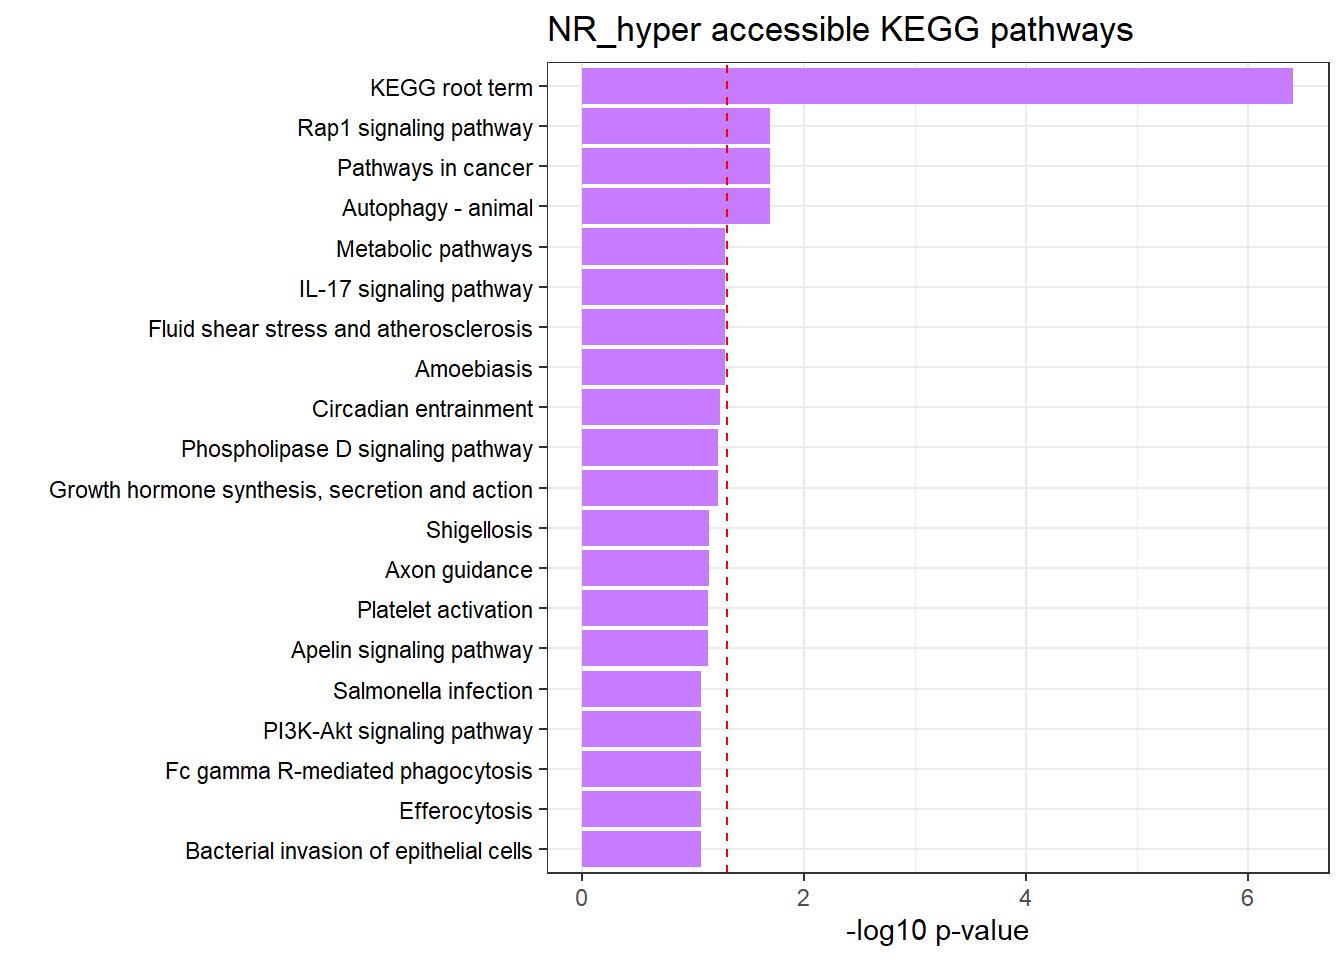 NR_hyper accessible KEGG pathways
KEGG root term
Rap1 signaling pathway
Pathways in cancer
Autophagy - animal
Metabolic pathways
IL-17 signaling pathway
Fluid shear stress and atherosclerosis
Amoebiasis
Circadian entrainment
Phospholipase D signaling pathway
Growth hormone synthesis, secretion and action
Shigellosis
Axon guidance
Platelet activation
Apelin signaling pathway
Salmonella infection
PI3K-Akt signaling pathway
Fc gamma R-mediated phagocytosis
Efferocytosis
Bacterial invasion of epithelial cells
0 2 4 6
-log10 p-value